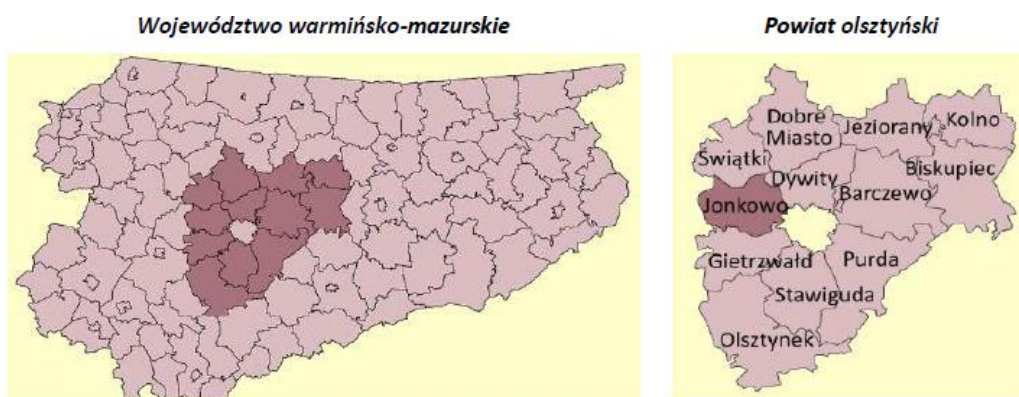 Województwo warmińsko-mazurskie
Powiat olsztyński
Dobre
Miasto
Jeziorany
Kolno
Świątki
Dywity
Biskupiec
Barczewo
Jonkowo
Gietrzwałd
Purda
Stawiguda
Olsztynek